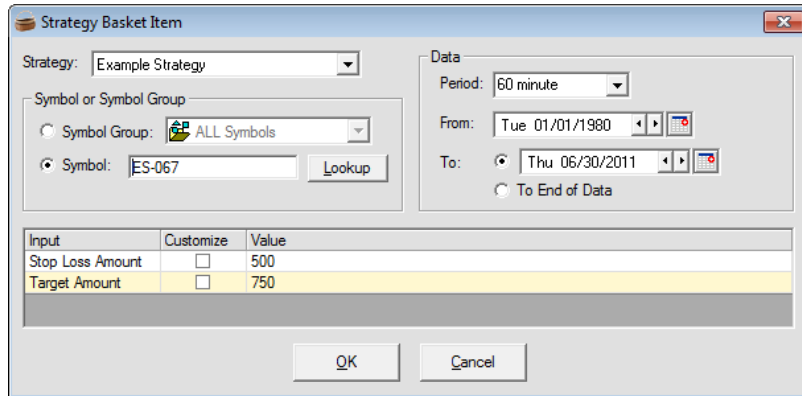 Strategy Basket Item
Strategy: Example Strategy
Symbol or Symbol Group
Symbol Group: ALL Symbols
Symbol: ES-067 Lookup
Data
Period: 60 minute
From: Tue 01/01/1980
To: Thu 06/30/2011
To End of Data
Input Customize Value
Stop Loss Amount 500
Target Amount 750
OK Cancel